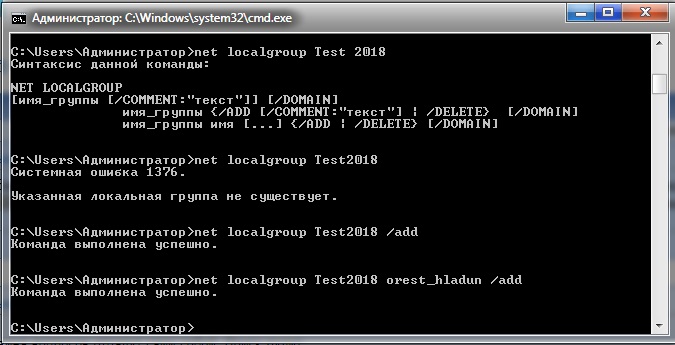 Администратор: C:\Windows\system32\cmd.exe
C:\Users\Администратор>net localgroup Test 2018
Синтаксис данной команды:
NET LOCALGROUP
[имя_группы [/COMMENT:"текст"]] [/DOMAIN]
имя_группы {/ADD [/COMMENT:"текст"] ¦ /DELETE} [/DOMAIN]
имя_группы имя [...] {/ADD ¦ /DELETE} [/DOMAIN]
C:\Users\Администратор>net localgroup Test2018
Системная ошибка 1376.
Указанная локальная группа не существует.
C:\Users\Администратор>net localgroup Test2018 /add
Команда выполнена успешно.
C:\Users\Администратор>net localgroup Test2018 orest_hladun /add
Команда выполнена успешно.
C:\Users\Администратор>